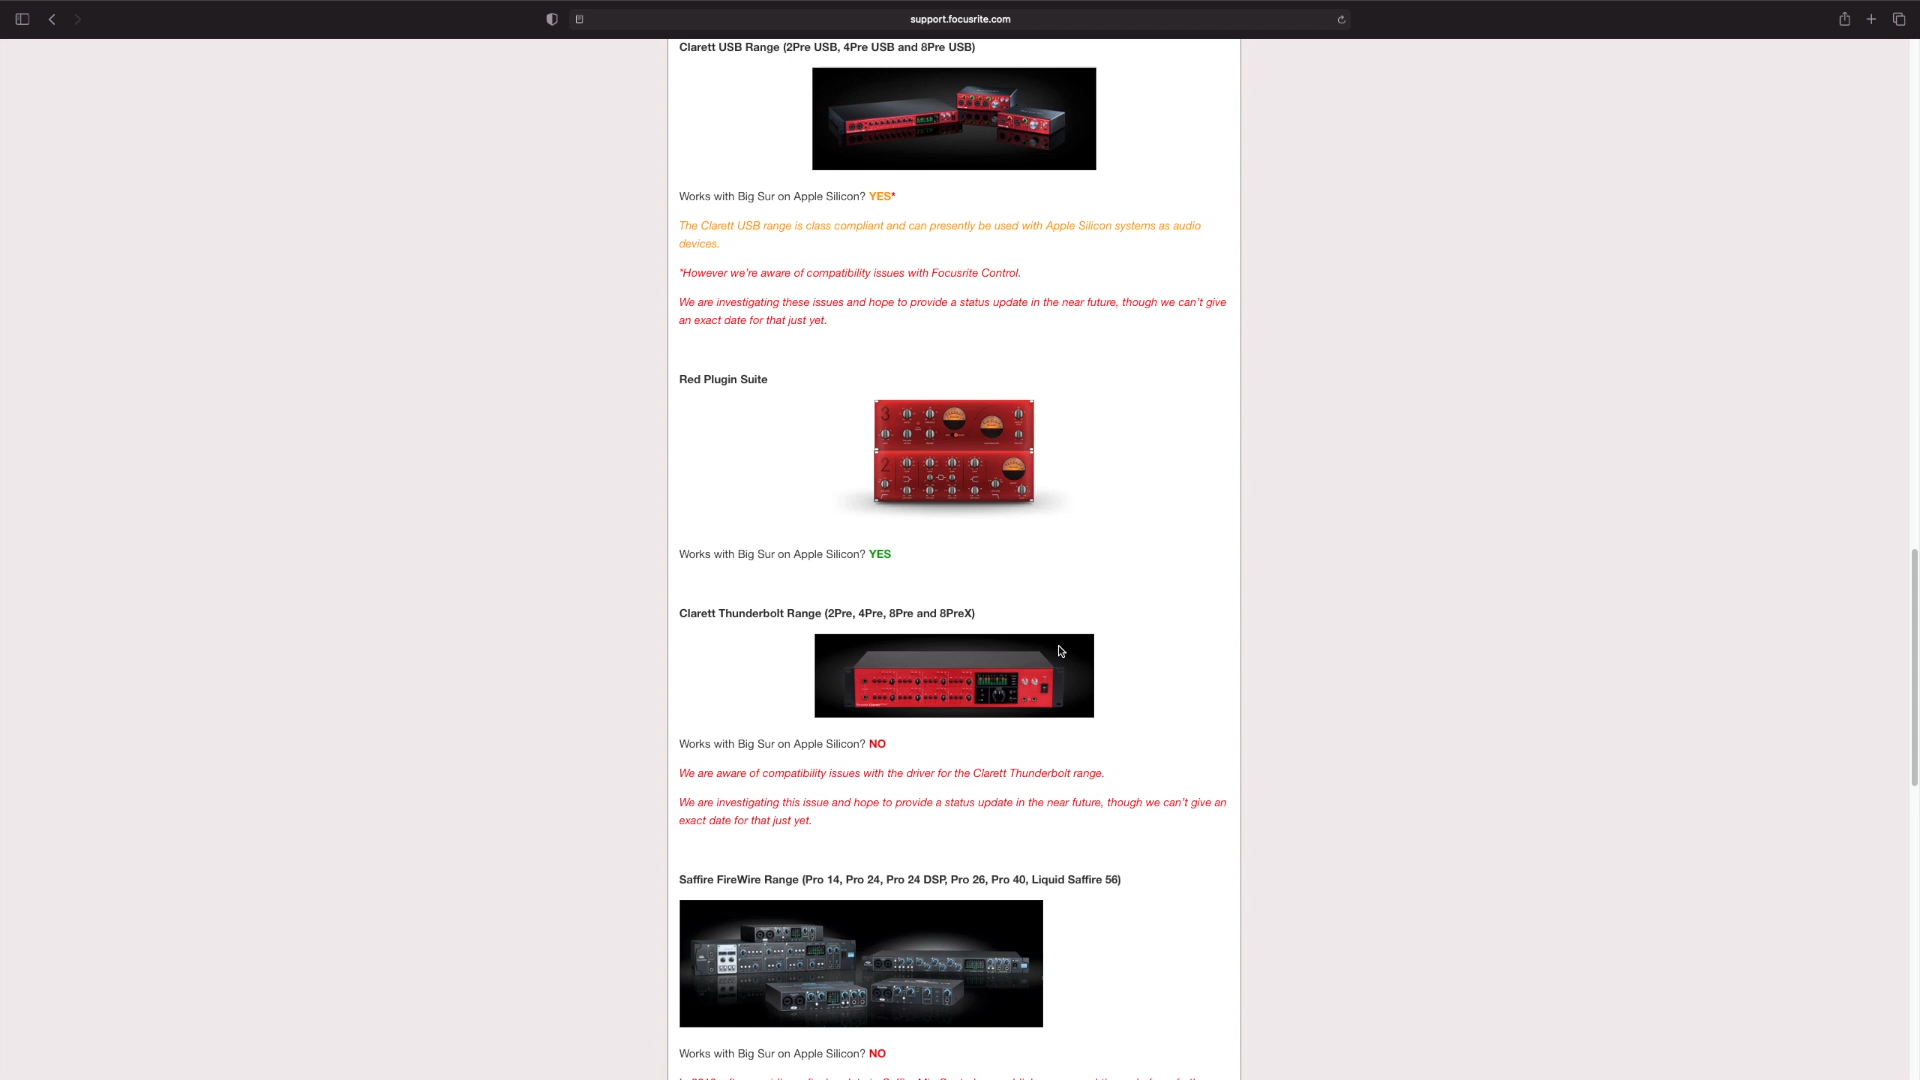 support.focusrite.com
Clarett USB Range (2Pre USB, 4Pre USB and 8Pre USB)
Works with Big Sur on Apple Silicon? YES*
The Clarett USB range is class compliant and can presently be used with Apple Silicon systems as audio
devices.
*However we're aware of compatibility issues with Focusrite Control.
We are investigating these issues and hope to provide a status update in the near future, though we can't give
an exact date for that just yet.
Red Plugin Suite
3
2
Works with Big Sur on Apple Silicon? YES
Clarett Thunderbolt Range (2Pre, 4Pre, 8Pre and 8PreX)
Works with Big Sur on Apple Silicon? NO
We are aware of compatibility issues with the driver for the Clarett Thunderbolt range.
We are investigating this issue and hope to provide a status update in the near future, though we can't give an
exact date for that just yet.
Saffire FireWire Range (Pro 14, Pro 24, Pro 24 DSP, Pro 26, Pro 40, Liquid Saffire 56)
Works with Big Sur on Apple Silicon? NO